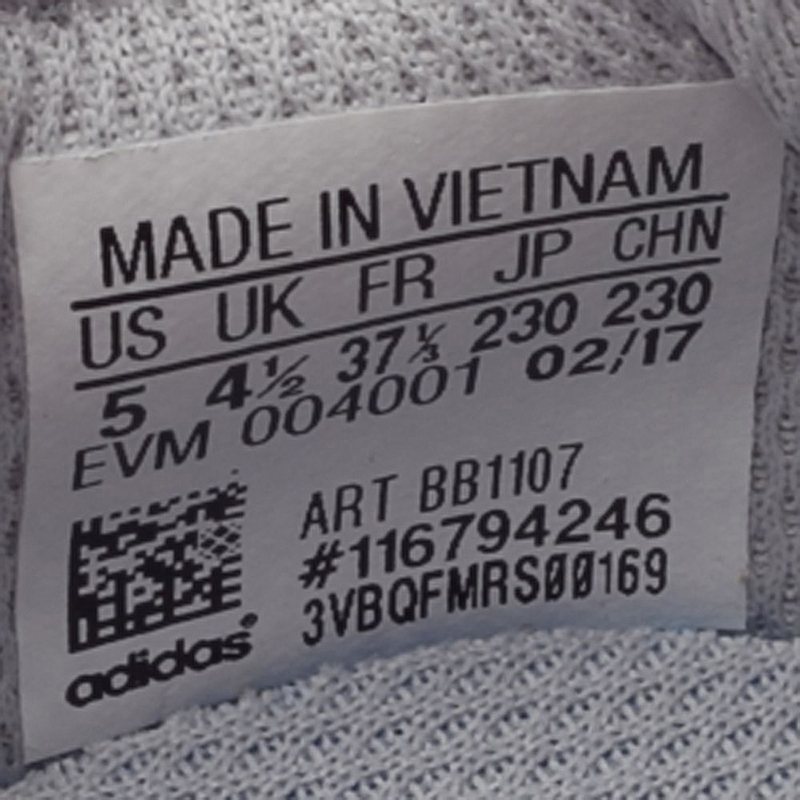 MADE IN VIETNAM
US UK FR JP CHN
5 4½ 37⅓ 230 230
EVM 004001 02/17
ART BB1107
#116794246
3VBQFMRS00169
adidas®